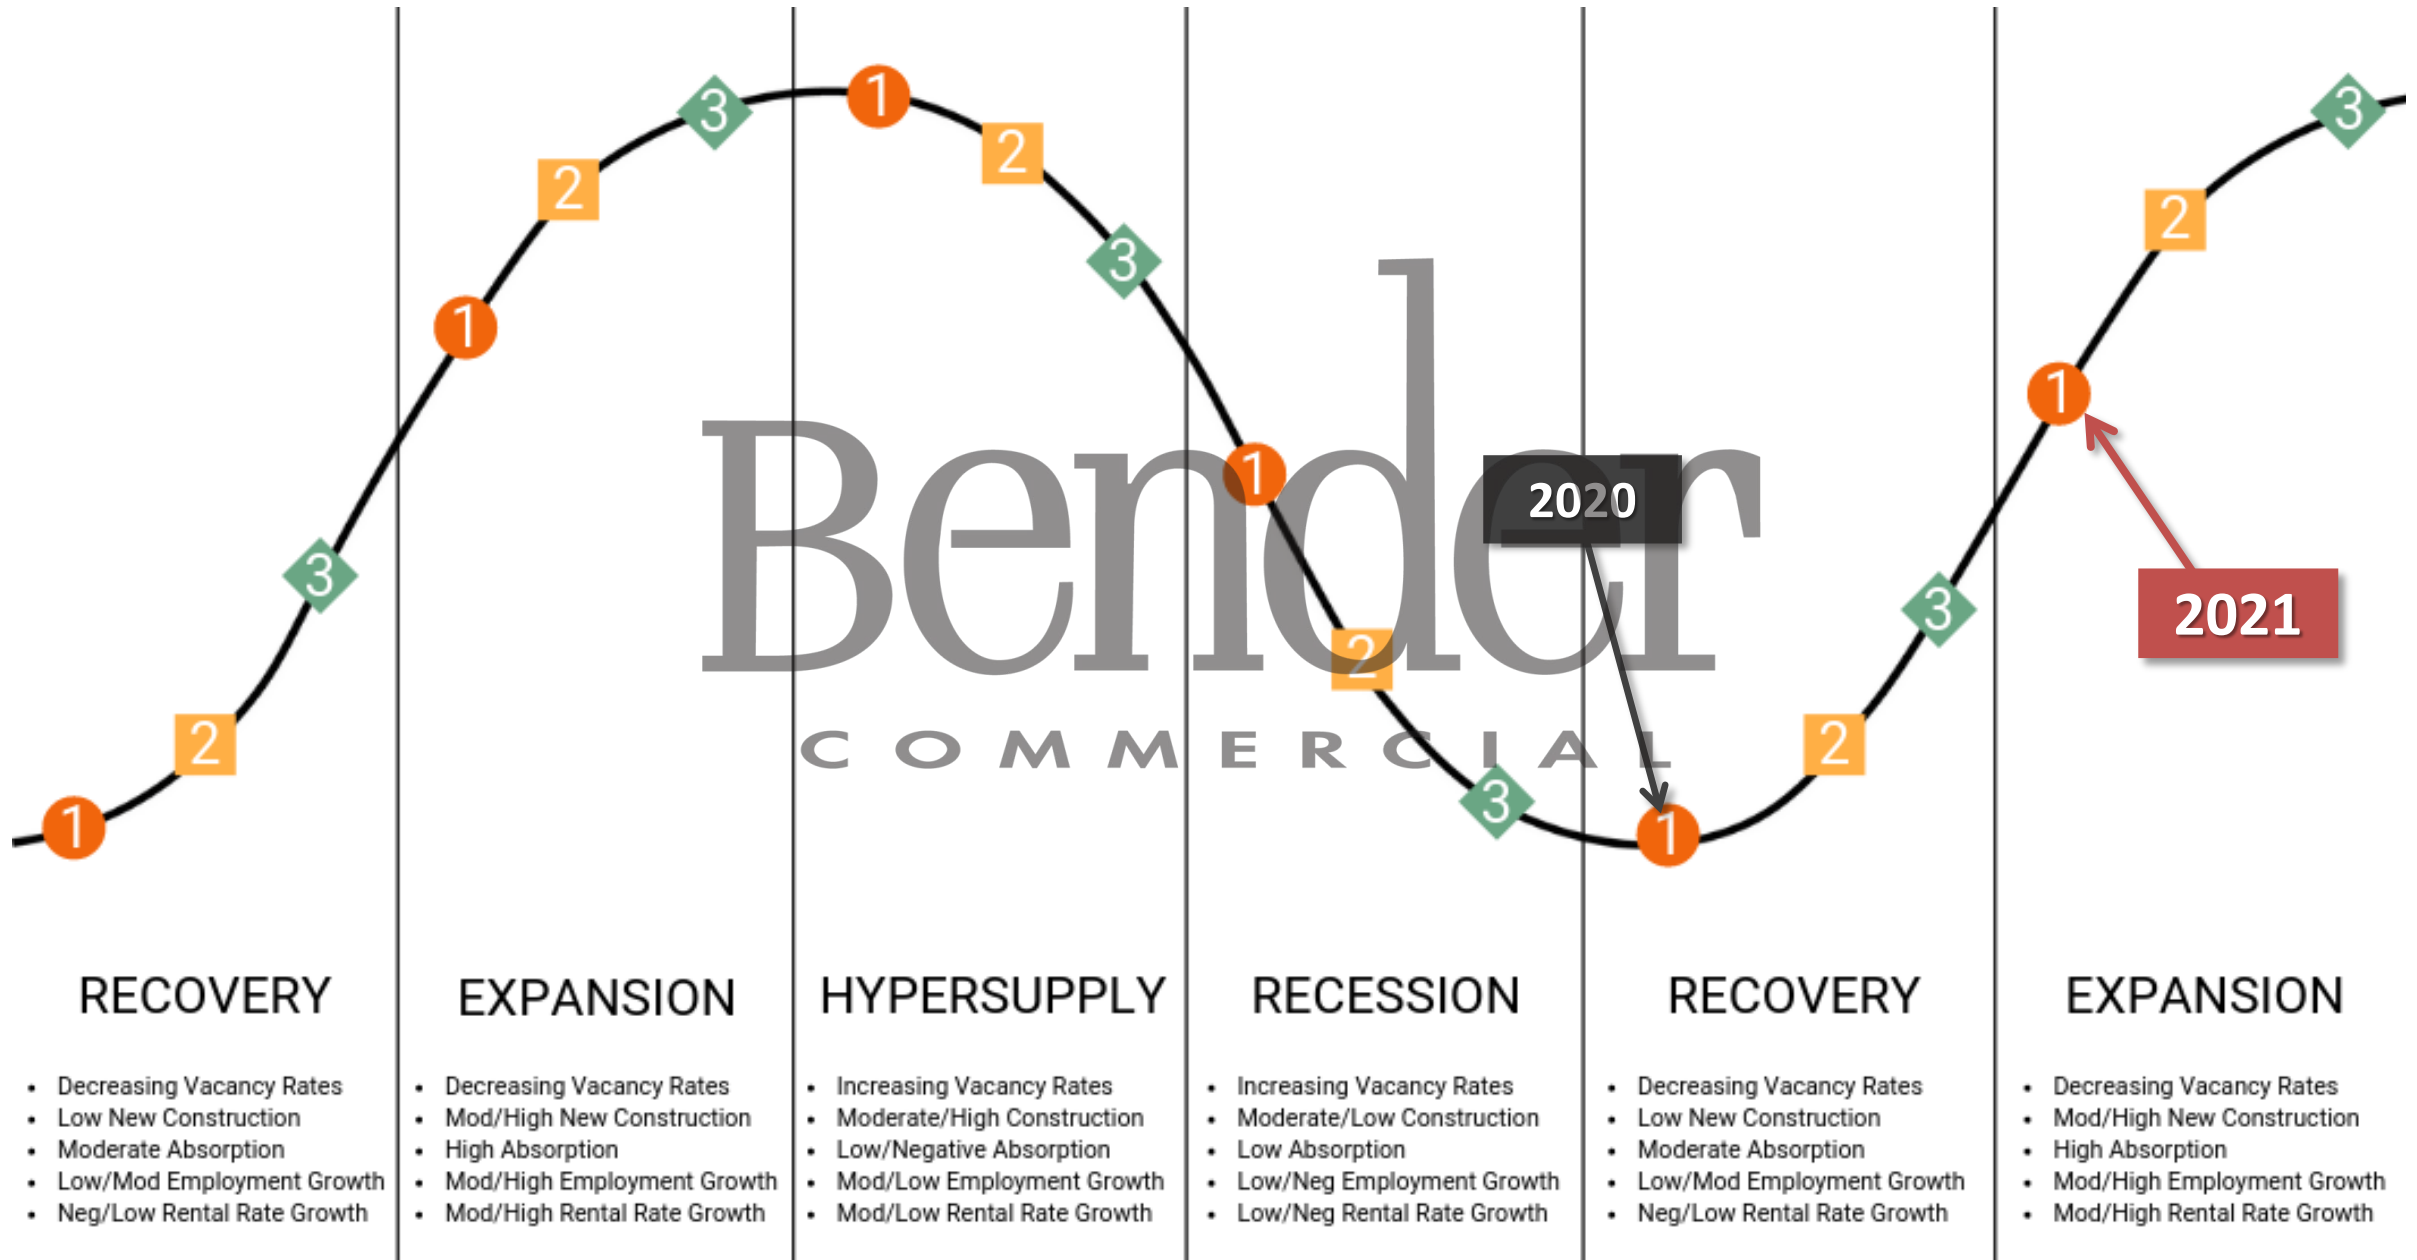 3
1
2
3
2
1
2
3
1
2
3
1
2
3
2
1
2
3
1
Bender
COMMERCIAL
2020
2021
RECOVERY
Decreasing Vacancy Rates
Low New Construction
Moderate Absorption
Low/Mod Employment Growth
Neg/Low Rental Rate Growth
EXPANSION
Decreasing Vacancy Rates
Mod/High New Construction
High Absorption
Mod/High Employment Growth
Mod/High Rental Rate Growth
HYPERSUPPLY
Increasing Vacancy Rates
Moderate/High Construction
Low/Negative Absorption
Mod/Low Employment Growth
Mod/Low Rental Rate Growth
RECESSION
Increasing Vacancy Rates
Moderate/Low Construction
Low Absorption
Low/Neg Employment Growth
Low/Neg Rental Rate Growth
RECOVERY
Decreasing Vacancy Rates
Low New Construction
Moderate Absorption
Low/Mod Employment Growth
Neg/Low Rental Rate Growth
EXPANSION
Decreasing Vacancy Rates
Mod/High New Construction
High Absorption
Mod/High Employment Growth
Mod/High Rental Rate Growth